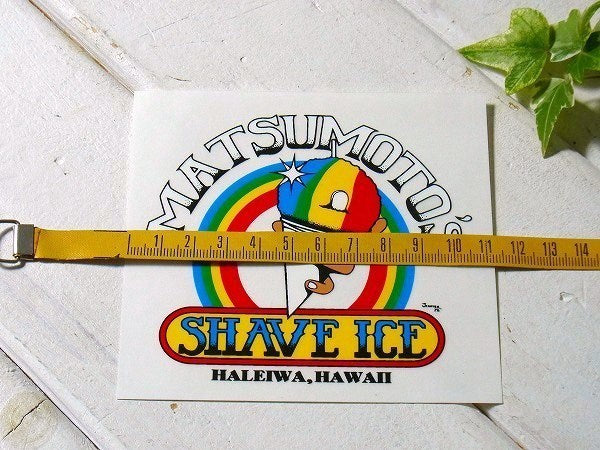 MATSUMOTO'S
1 2 3 4 5 6 7 8 9 10 11 12 13 14
SHAVE ICE
HALEIWA, HAWAII